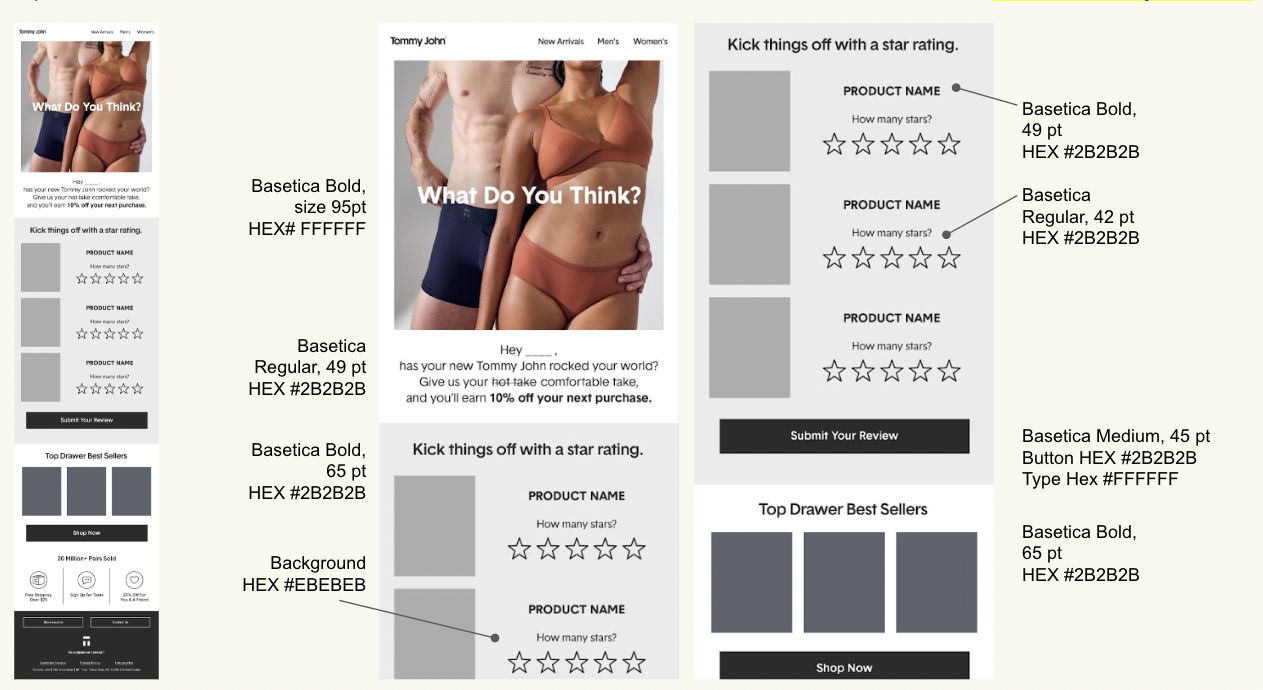 Tommy John
New Arrivals Men's Women's
What Do You Think?
Hey ____ ,
has your new Tommy John rocked your world?
Give us your hot take comfortable take,
and you'll earn 10% off your next purchase.
Kick things off with a star rating.
PRODUCT NAME
How many stars?
PRODUCT NAME
How many stars?
PRODUCT NAME
How many stars?
Submit Your Review
Top Drawer Best Sellers
Shop Now
20 Million+ Pairs Sold
Free Shipping
Over $75
Sign Up For Texts
20% Off For
You & A Friend
Contact Us
Customer Service Privacy Policy
Basetica Bold,
size 95pt
HEX# FFFFFF
Basetica
Regular, 49 pt
HEX #2B2B2B
Basetica Bold,
65 pt
HEX #2B2B2B
Background
HEX #EBEBEB
Tommy John
New Arrivals Men's Women's
What Do You Think?
Hey ____ ,
has your new Tommy John rocked your world?
Give us your hot take comfortable take,
and you'll earn 10% off your next purchase.
Kick things off with a star rating.
PRODUCT NAME
How many stars?
PRODUCT NAME
How many stars?
Kick things off with a star rating.
PRODUCT NAME
How many stars?
PRODUCT NAME
How many stars?
PRODUCT NAME
How many stars?
Submit Your Review
Top Drawer Best Sellers
Shop Now
Basetica Bold,
49 pt
HEX #2B2B2B
Basetica
Regular, 42 pt
HEX #2B2B2B
Basetica Medium, 45 pt
Button HEX #2B2B2B
Type Hex #FFFFFF
Basetica Bold,
65 pt
HEX #2B2B2B